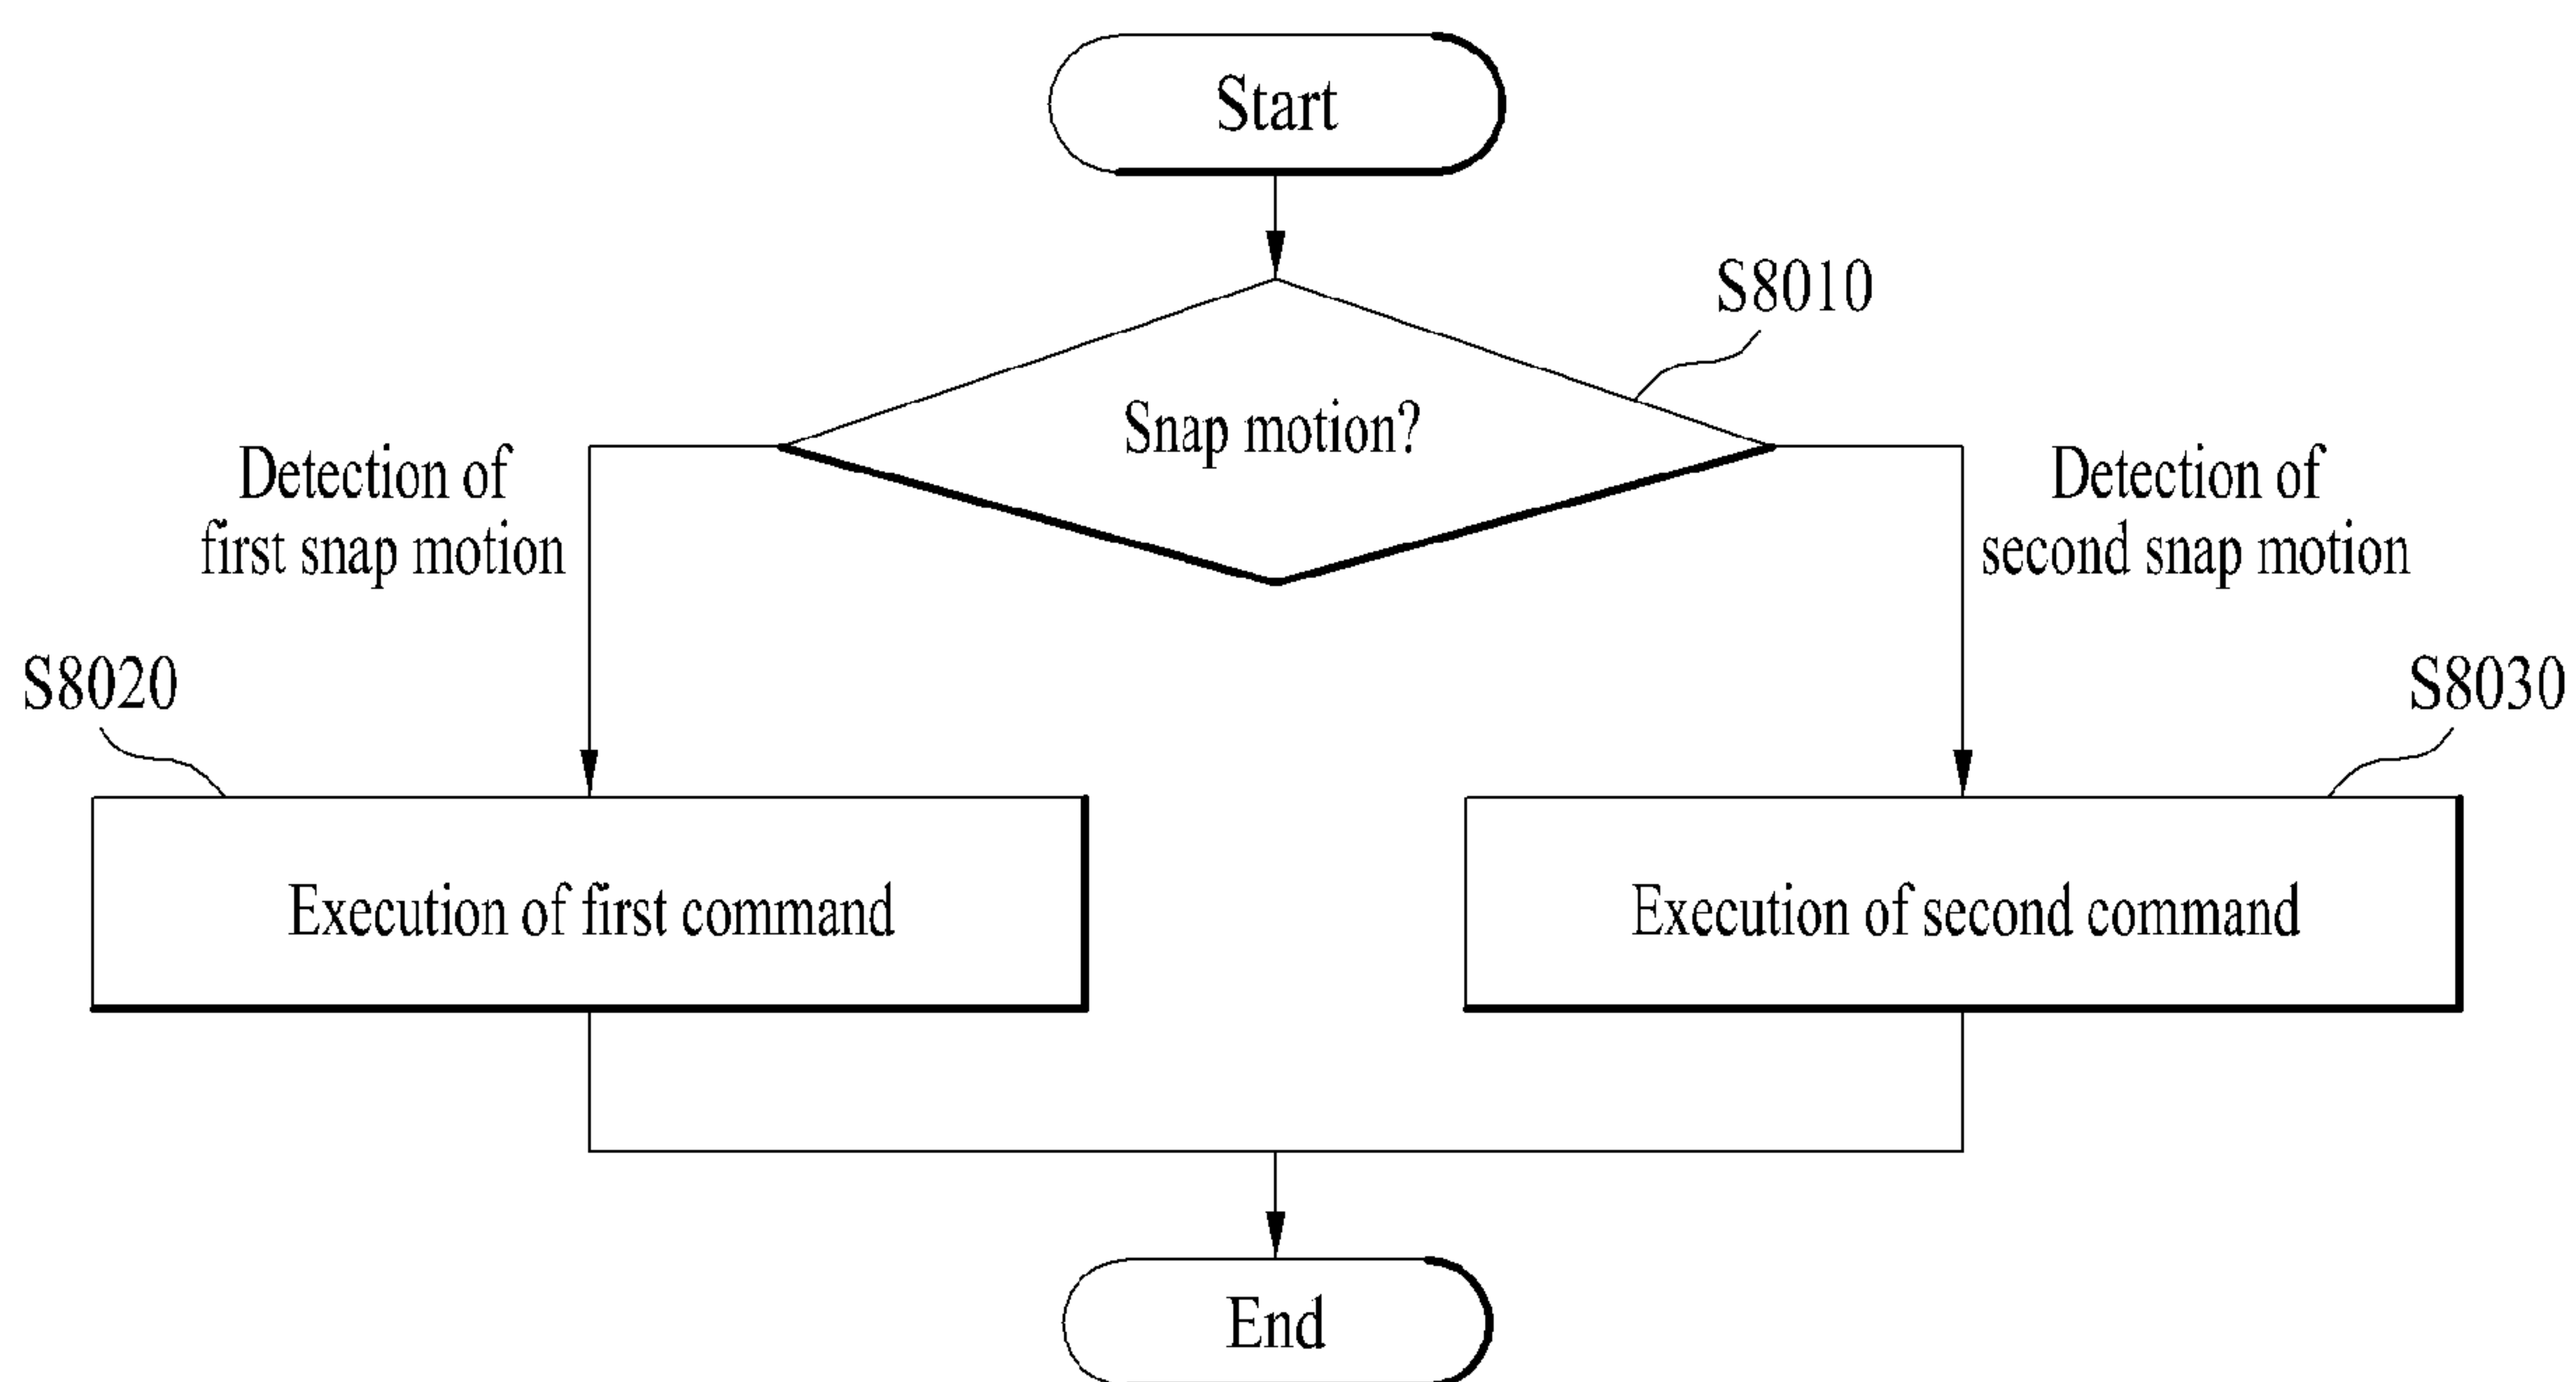 Start
S8010
Snap motion?
Detection of
first snap motion
Detection of
second snap motion
S8020
S8030
Execution of first command
Execution of second command
End